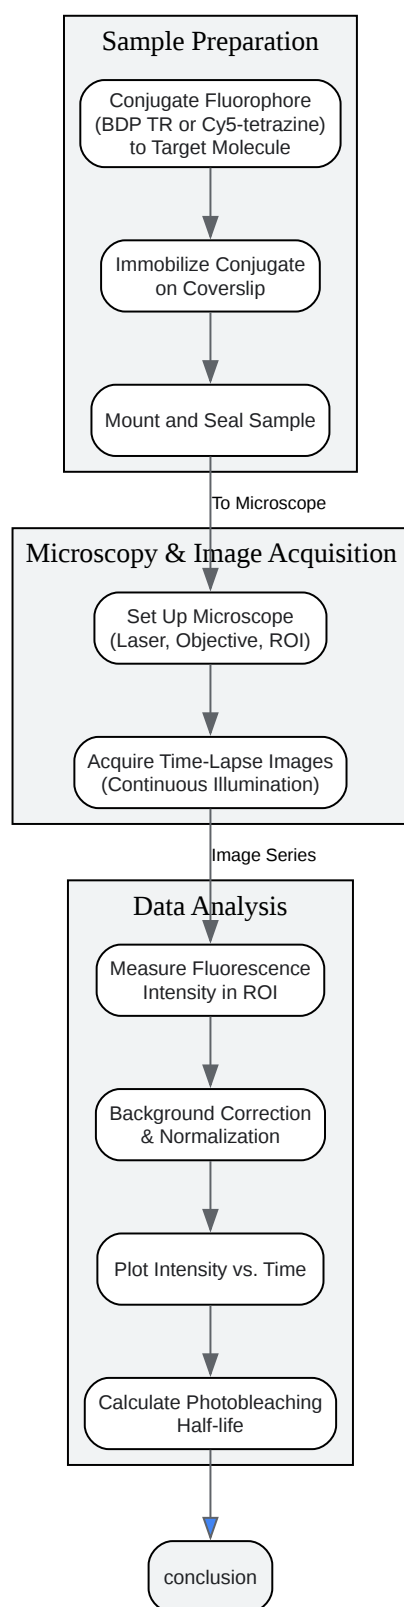 Sample Preparation
Conjugate Fluorophore
(BDP TR or Cy5-tetrazine)
to Target Molecule
Immobilize Conjugate
on Coverslip
Mount and Seal Sample
To Microscope
Microscopy & Image Acquisition
Set Up Microscope
(Laser, Objective, ROI)
Acquire Time-Lapse Images
(Continuous Illumination)
Image Series
Data Analysis
Measure Fluorescence
Intensity in ROI
Background Correction
& Normalization
Plot Intensity vs. Time
Calculate Photobleaching
Half-life
conclusion